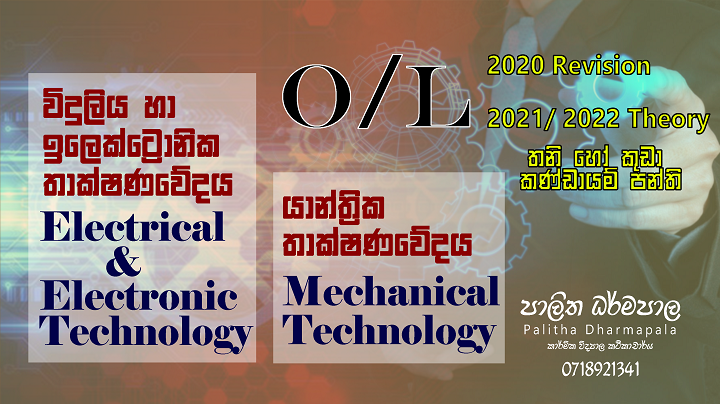 විදුලිය හා
ඉලෙක්ට්‍රොනික
තාක්ෂණවේදය
Electrical
&
Electronic
Technology
O/L
යාන්ත්‍රික
තාක්ෂණවේදය
Mechanical
Technology
2020 Revision
2021/ 2022 Theory
තනි හෝ කුඩා
කණ්ඩායම් පන්ති
පාලිත ධර්මපාල
Palitha Dharmapala
කාර්මික විද්‍යාල කථිකාචාර්ය
0718921341